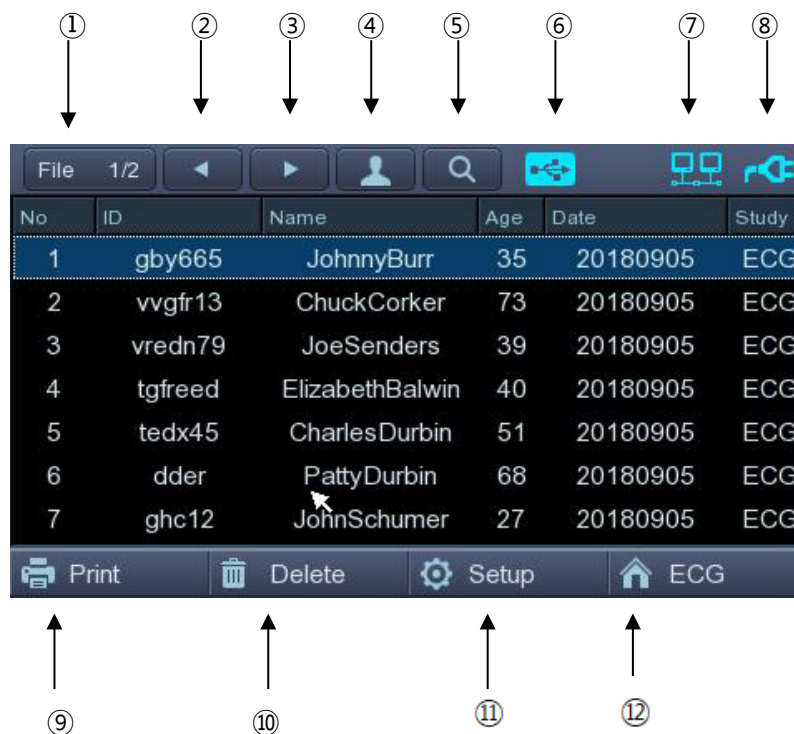 ① ② ③ ④ ⑤ ⑥ ⑦ ⑧
File 1/2
No ID Name Age Date Study
1 gby665 JohnnyBurr 35 20180905 ECG
2 vvgfr13 ChuckCorker 73 20180905 ECG
3 vredn79 JoeSenders 39 20180905 ECG
4 tgfreed ElizabethBalwin 40 20180905 ECG
5 tedx45 CharlesDurbin 51 20180905 ECG
6 dder PattyDurbin 68 20180905 ECG
7 ghc12 JohnSchumer 27 20180905 ECG
Print Delete Setup ECG
⑨ ⑩ ⑪ ⑫